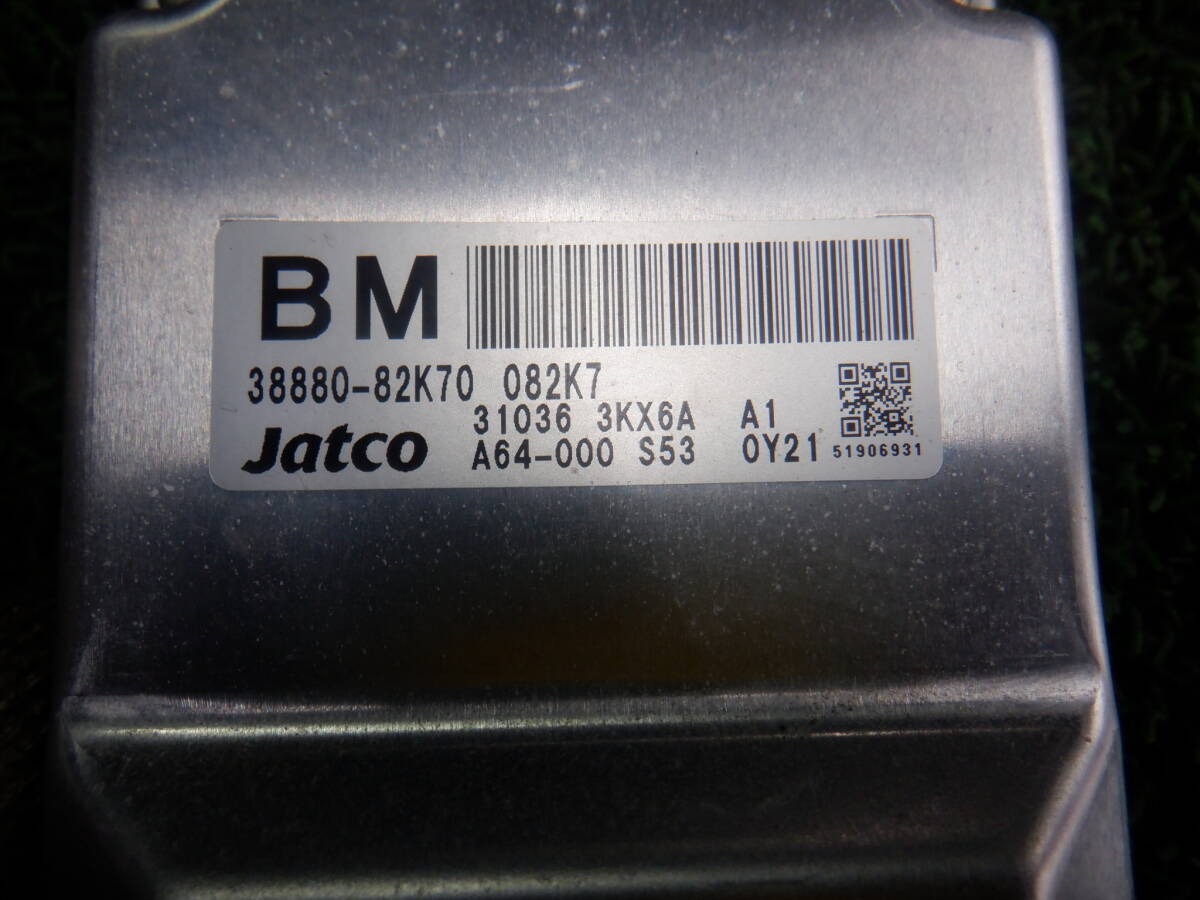 BM
38880-82K70 082K7
31036 3KX6A A1
Jatco A64-000 S53 0Y21 51906931